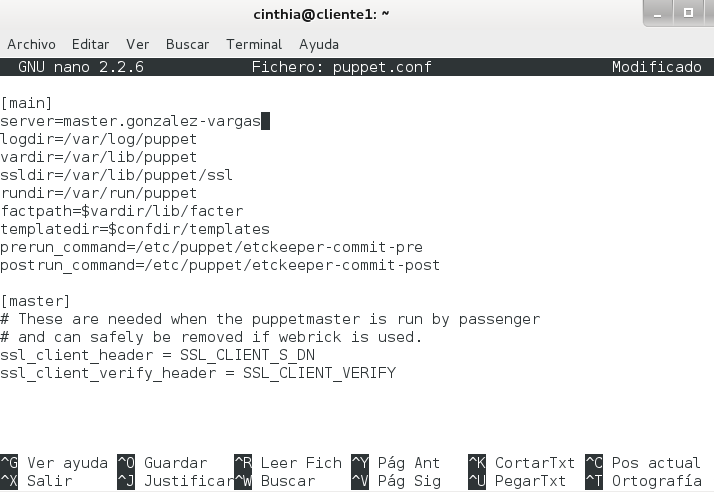 cinthia@cliente1: ~
Archivo Editar Ver Buscar Terminal Ayuda
GNU nano 2.2.6 Fichero: puppet.conf Modificado
[main]
server=master.gonzalez-vargas
logdir=/var/log/puppet
vardir=/var/lib/puppet
ssldir=/var/lib/puppet/ssl
rundir=/var/run/puppet
factpath=$vardir/lib/facter
templatedir=$confdir/templates
prerun_command=/etc/puppet/etckeeper-commit-pre
postrun_command=/etc/puppet/etckeeper-commit-post
[master]
# These are needed when the puppetmaster is run by passenger
# and can safely be removed if webrick is used.
ssl_client_header = SSL_CLIENT_S_DN
ssl_client_verify_header = SSL_CLIENT_VERIFY
^G Ver ayuda ^O Guardar ^R Leer Fich ^Y Pág Ant ^K CortarTxt ^C Pos actual
^X Salir ^J Justificar ^W Buscar ^V Pág Sig ^U PegarTxt ^T Ortografía